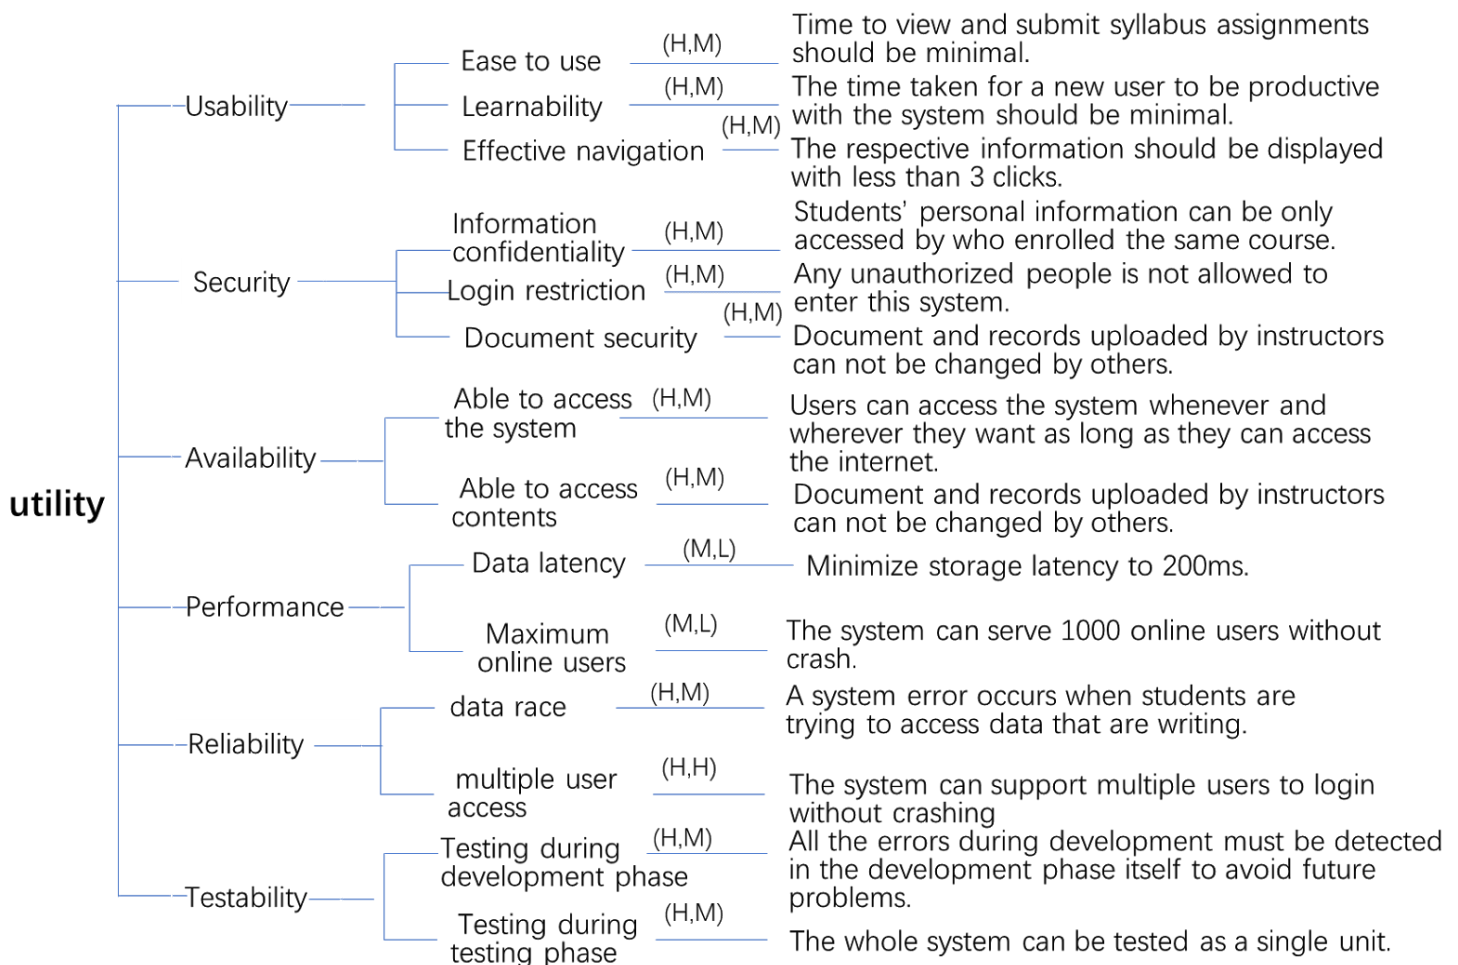 utility
Usability
Ease to use
(H,M)
Time to view and submit syllabus assignments
should be minimal.
Learnability
(H,M)
The time taken for a new user to be productive
with the system should be minimal.
Effective navigation
(H,M)
The respective information should be displayed
with less than 3 clicks.
Security
Information
confidentiality
(H,M)
Students’ personal information can be only
accessed by who enrolled the same course.
Login restriction
(H,M)
Any unauthorized people is not allowed to
enter this system.
Document security
(H,M)
Document and records uploaded by instructors
can not be changed by others.
Availability
Able to access
the system
(H,M)
Users can access the system whenever and
wherever they want as long as they can access
the internet.
Able to access
contents
(H,M)
Document and records uploaded by instructors
can not be changed by others.
Performance
Data latency
(M,L)
Minimize storage latency to 200ms.
Maximum
online users
(M,L)
The system can serve 1000 online users without
crash.
Reliability
data race
(H,M)
A system error occurs when students are
trying to access data that are writing.
multiple user
access
(H,H)
The system can support multiple users to login
without crashing
Testability
Testing during
development phase
(H,M)
All the errors during development must be detected
in the development phase itself to avoid future
problems.
Testing during
testing phase
(H,M)
The whole system can be tested as a single unit.